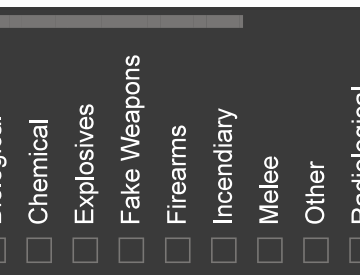 Chemical
Explosives
Fake Weapons
Firearms
Incendiary
Melee
Other